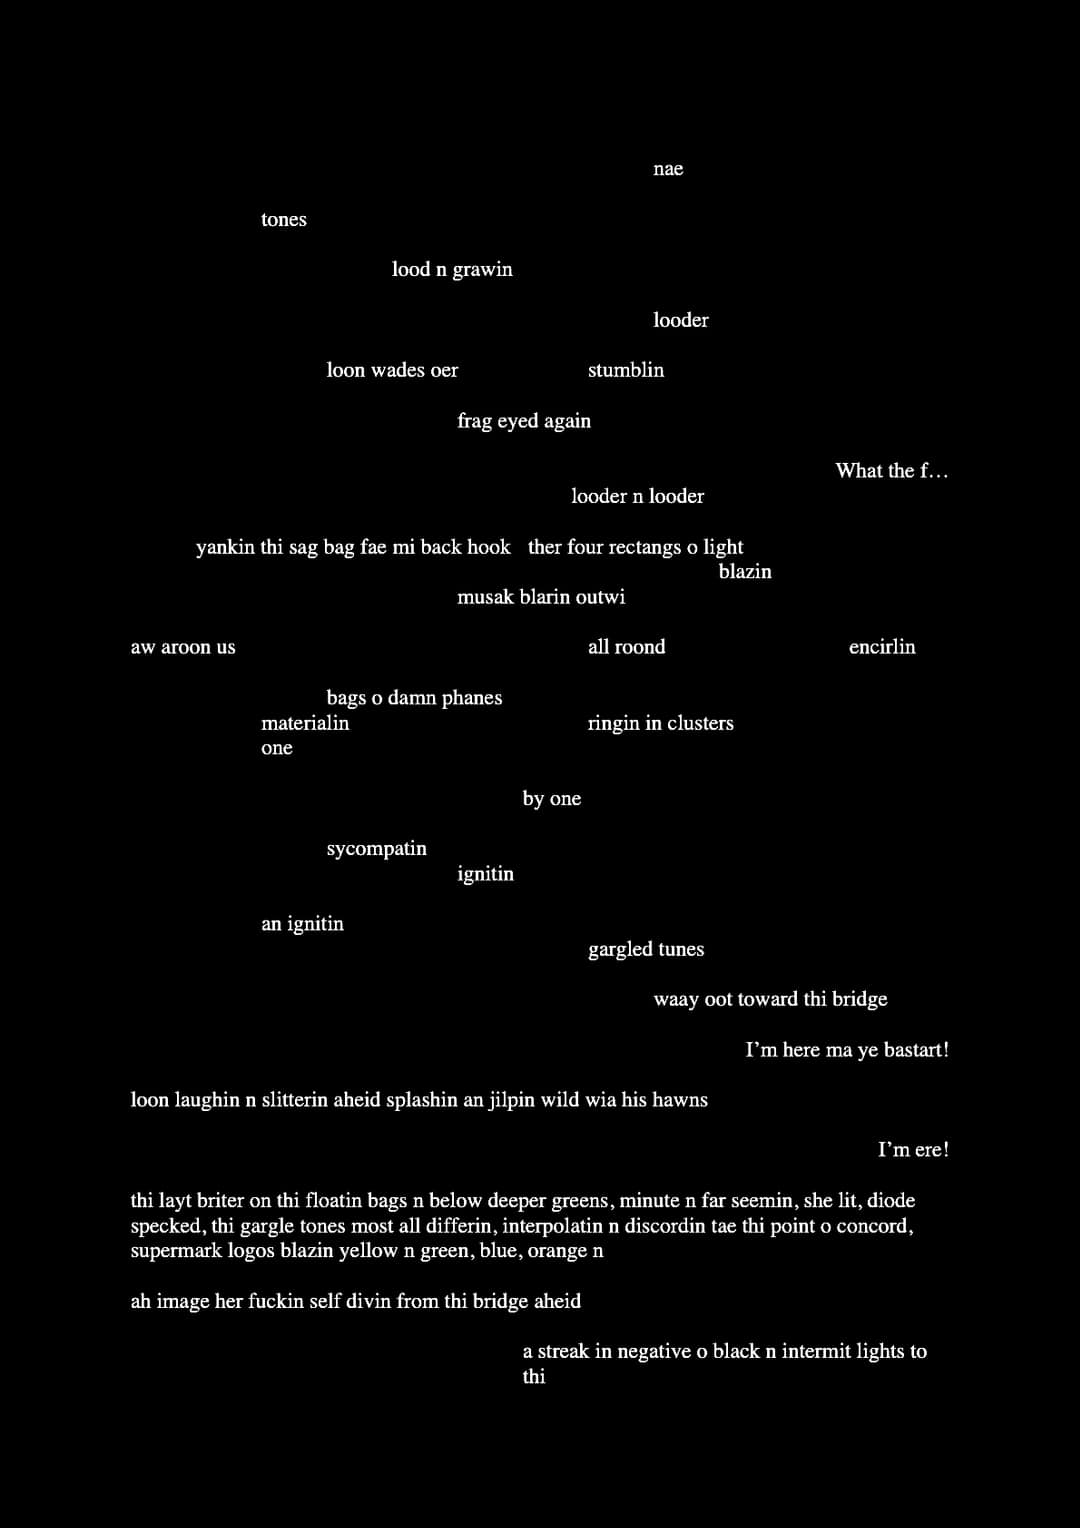 nae
tones
lood n grawin
looder
loon wades oer stumblin
frag eyed again
What the f…
looder n looder
yankin thi sag bag fae mi back hook ther four rectangs o light
blazin
musak blarin outwi
aw aroon us all roond encirlin
bags o damn phanes
materialin ringin in clusters
one
by one
sycompatin
ignitin
an ignitin
gargled tunes
waay oot toward thi bridge
I’m here ma ye bastart!
loon laughin n slitterin aheid splashin an jilpin wild wia his hawns
I’m ere!
thi layt briter on thi floatin bags n below deeper greens, minute n far seemin, she lit, diode
specked, thi gargle tones most all differin, interpolatin n discordin tae thi point o concord,
supermark logos blazin yellow n green, blue, orange n
ah image her fuckin self divin from thi bridge aheid
a streak in negative o black n intermit lights to
thi